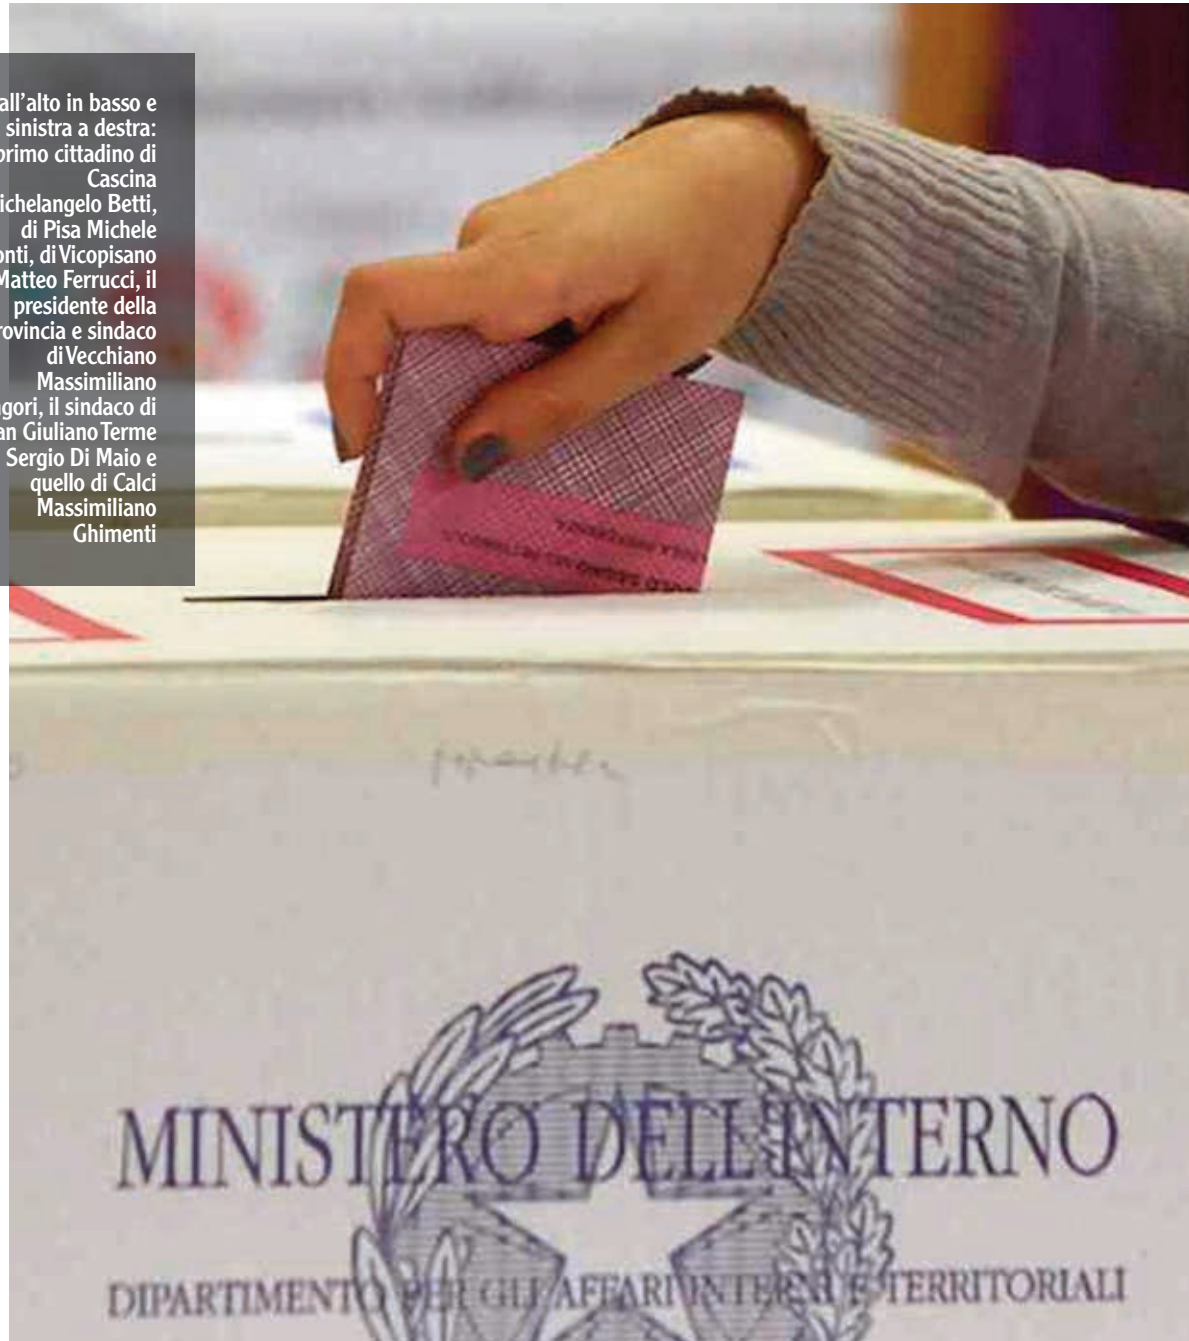 all'alto in basso e
sinistra a destra:
primo cittadino di
Cascina
ichelangelo Betti,
di Pisa Michele
onti, di Vicopisano
Matteo Ferrucci, il
presidente della
rovincia e sindaco
di Vecchiano
Massimiliano
gori, il sindaco di
an Giuliano Terme
Sergio Di Maio e
quello di Calci
Massimiliano
Ghimenti
MINISTERO DELL'INTERNO
DIPARTIMENTO PER GLI AFFARI INTERNI E TERRITORIALI